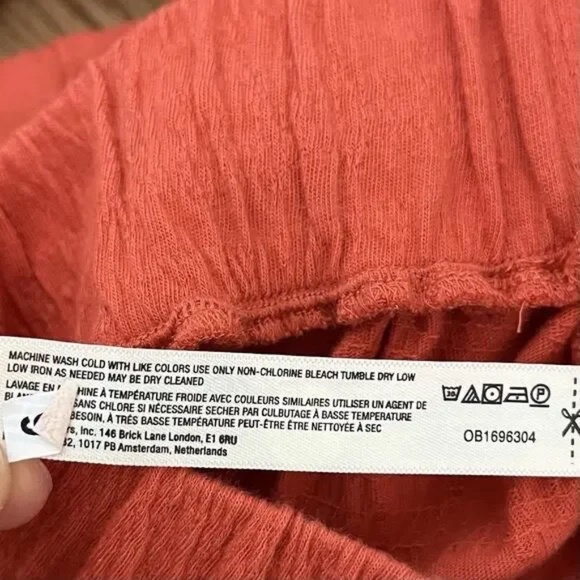 MACHINE WASH COLD WITH LIKE COLORS USE ONLY NON-CHLORINE BLEACH TUMBLE DRY LOW
LOW IRON AS NEEDED MAY BE DRY CLEANED
LAVAGE EN À TEMPÉRATURE FROIDE AVEC COULEURS SIMILAIRES UTILISER UN AGENT DE
SANS CHLORE SI NÉCESSAIRE SECHER PAR CULBUTAGE À BASSE TEMPERATURE
BESOIN, À TRÉS BASSE TEMPÉRATURE PEUT-ÊTRE ÊTRE NETTOYÉE À SEC
Inc. 146 Brick Lane London, E1 6RU
1017 PB Amsterdam, Netherlands
OB1696304